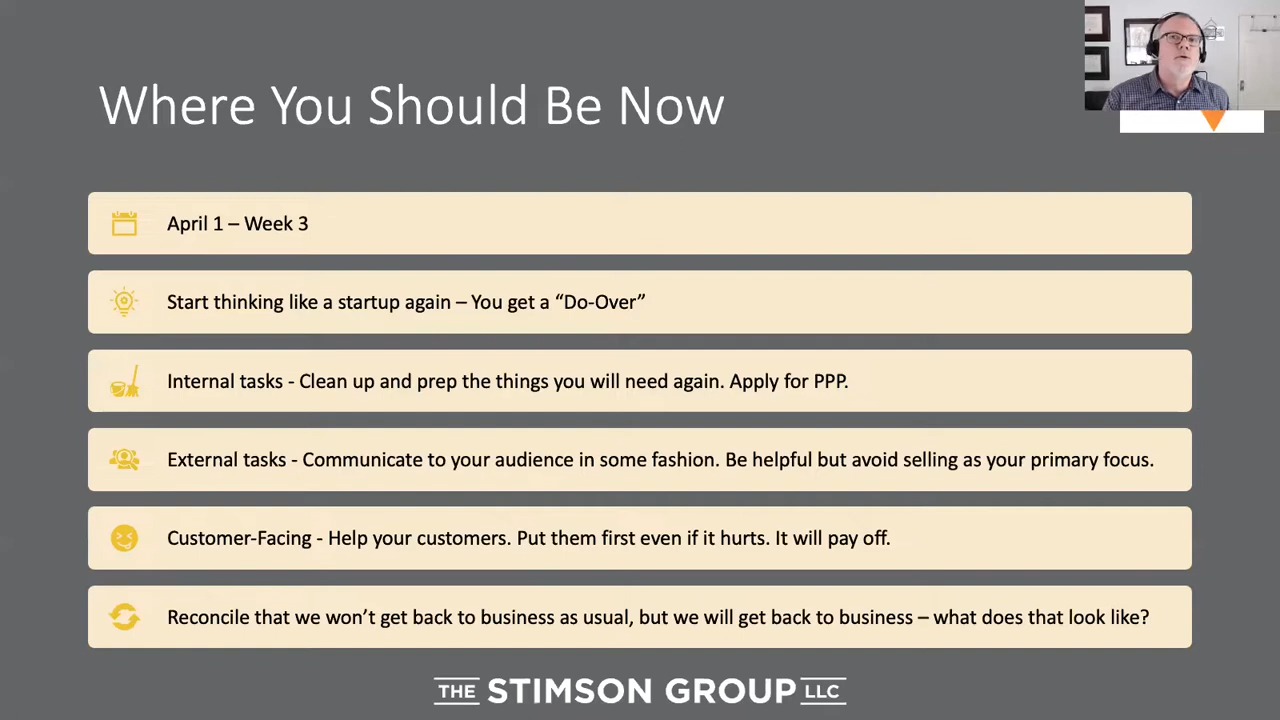 Where You Should Be Now
April 1 – Week 3
Start thinking like a startup again – You get a “Do-Over”
Internal tasks - Clean up and prep the things you will need again. Apply for PPP.
External tasks - Communicate to your audience in some fashion. Be helpful but avoid selling as your primary focus.
Customer-Facing - Help your customers. Put them first even if it hurts. It will pay off.
Reconcile that we won’t get back to business as usual, but we will get back to business – what does that look like?
THE STIMSON GROUP LLC